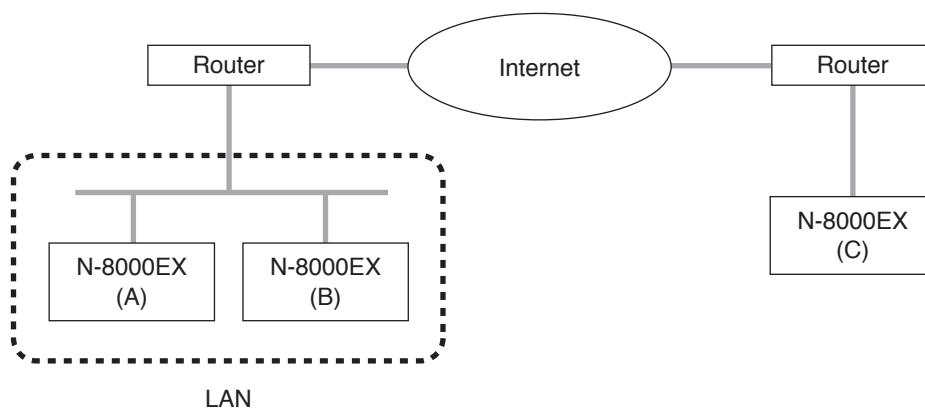 Router
Internet
Router
N-8000EX
(A)
N-8000EX
(B)
N-8000EX
(C)
LAN